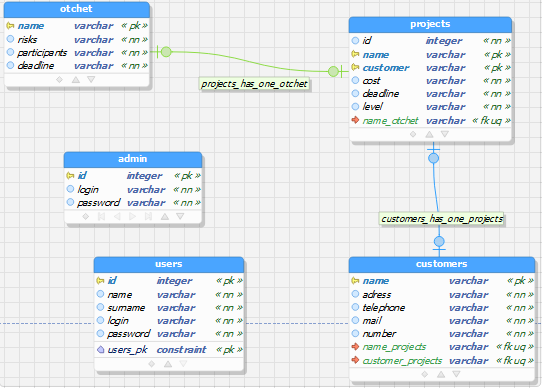 otchet
name varchar « pk »
risks varchar « nn »
participants varchar « nn »
deadline varchar « nn »
projects
id integer « nn »
name varchar « pk »
customer varchar « pk »
cost varchar « nn »
deadline varchar « nn »
level varchar « nn »
name_otchet varchar « fk uq »
projects_has_one_otchet
admin
id integer « pk »
login varchar « nn »
password varchar « nn »
customers_has_one_projects
users
id integer « pk »
name varchar « nn »
surname varchar « nn »
login varchar « nn »
password varchar « nn »
users_pk constraint « pk »
customers
name varchar « pk »
adress varchar « nn »
telephone varchar « nn »
mail varchar « nn »
number varchar « nn »
name_projects varchar « fk uq »
customer_projects varchar « fk uq »